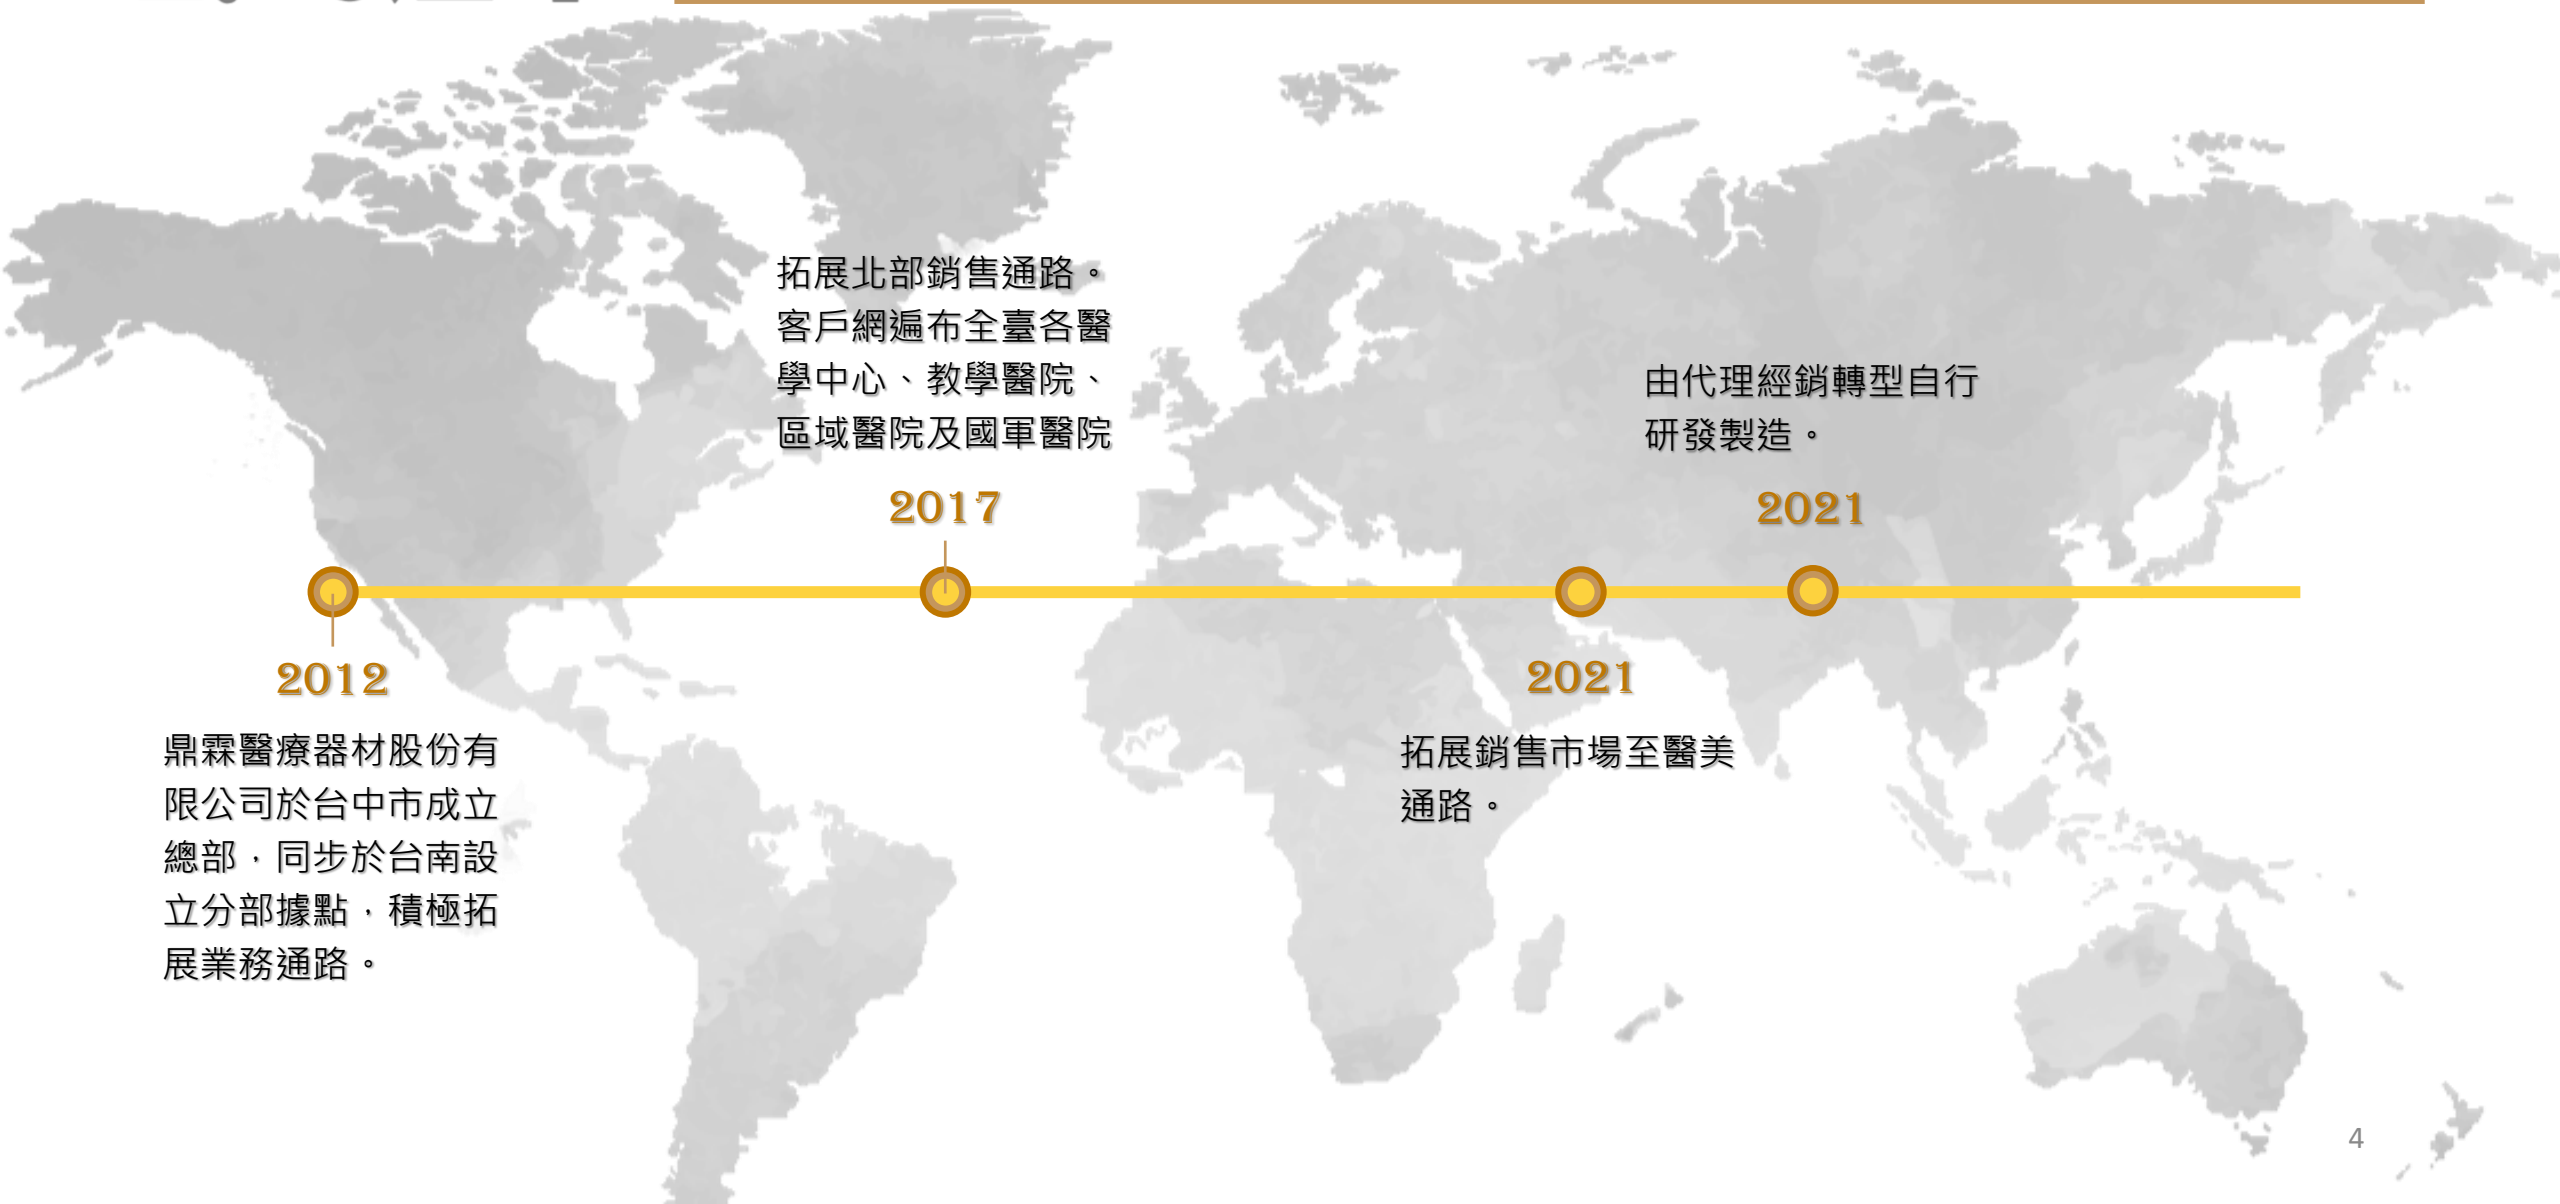 拓展北部銷售通路。
客戶網遍布全臺各醫
學中心、教學醫院、
區域醫院及國軍醫院
由代理經銷轉型自行
研發製造。
2017
2021
2012
2021
鼎霖醫療器材股份有
限公司於台中市成立
總部，同步於台南設
立分部據點，積極拓
展業務通路。
拓展銷售市場至醫美
通路。
4